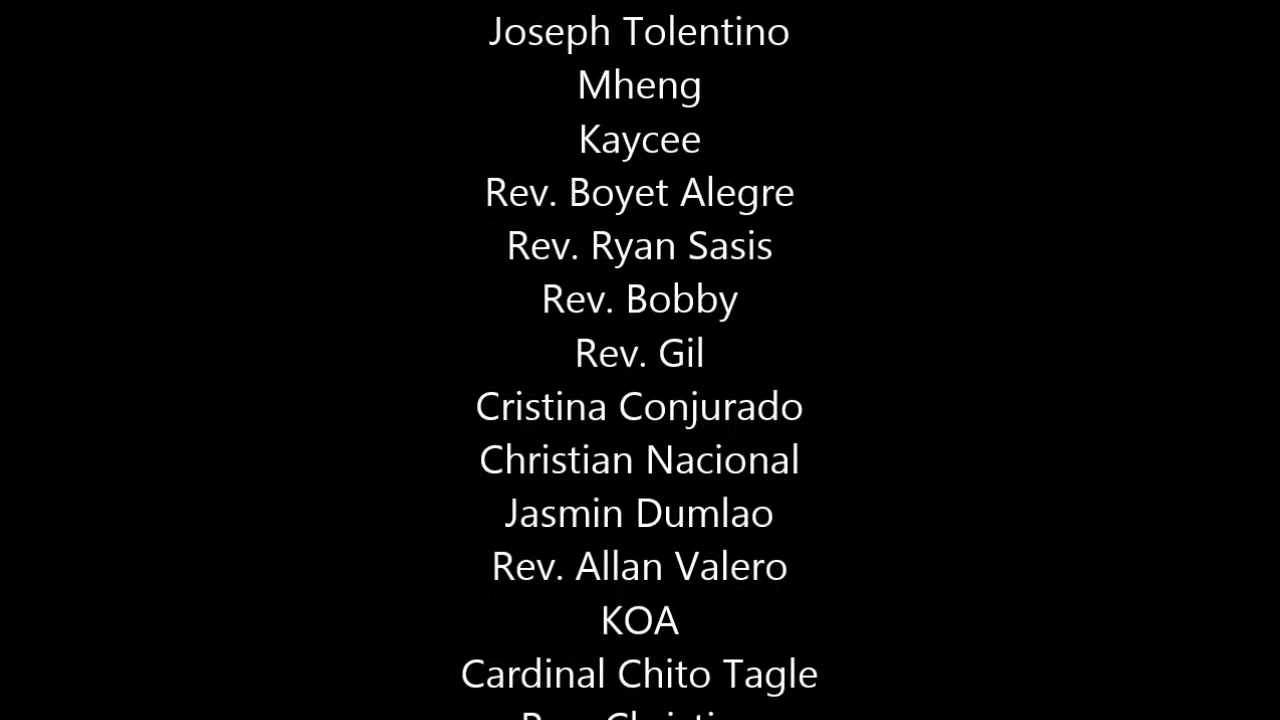 Joseph Tolentino
Mheng
Kaycee
Rev. Boyet Alegre
Rev. Ryan Sasis
Rev. Bobby
Rev. Gil
Cristina Conjurado
Christian Nacional
Jasmin Dumlao
Rev. Allan Valero
KOA
Cardinal Chito Tagle